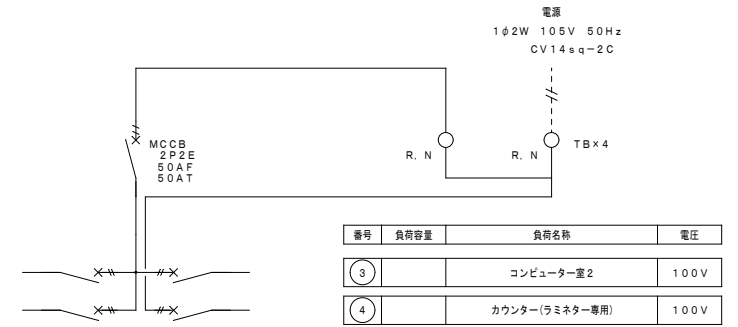 電源
1φ2W 105V 50Hz
CV14sq-2C
MCCB
2P2E
50AF
50AT
R, N
R, N
TB×4
番号 負荷容量 負荷名称 電圧
3 コンピューター室2 100V
4 カウンター(ラミネター専用) 100V